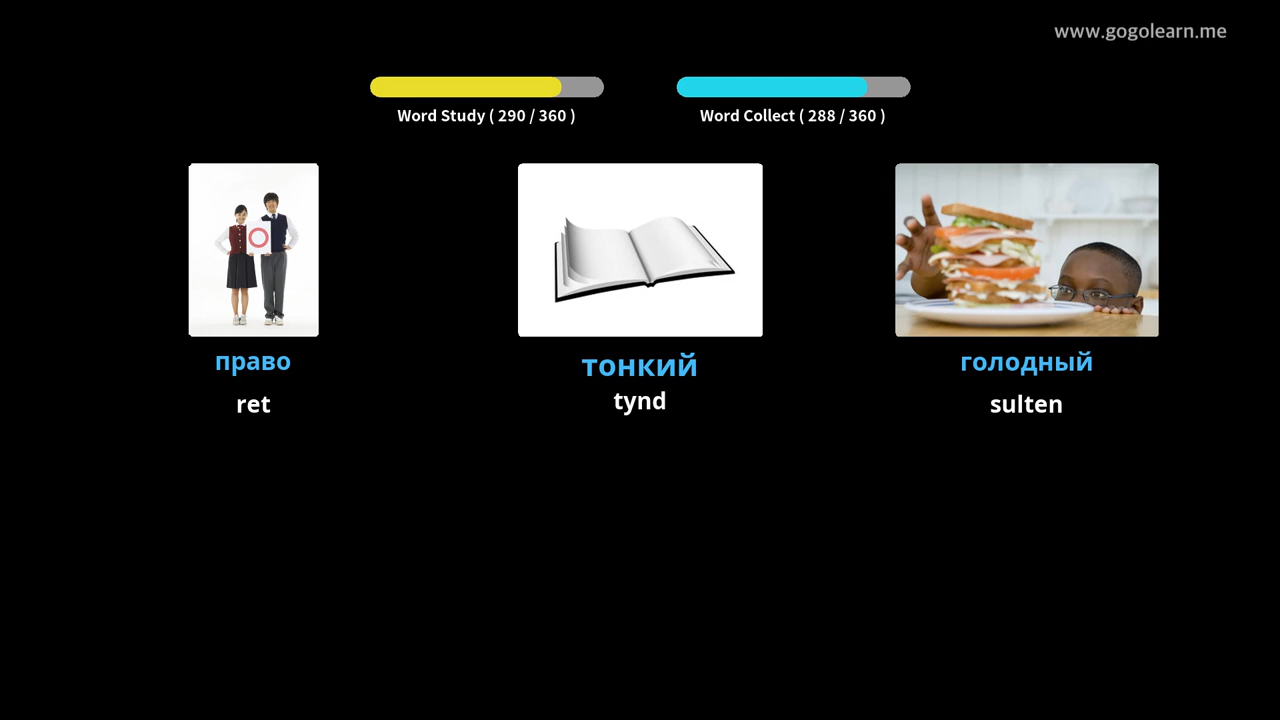 www.gogolearn.me
Word Study ( 290 / 360 )
Word Collect ( 288 / 360 )
право
тонкий
голодный
ret
tynd
sulten